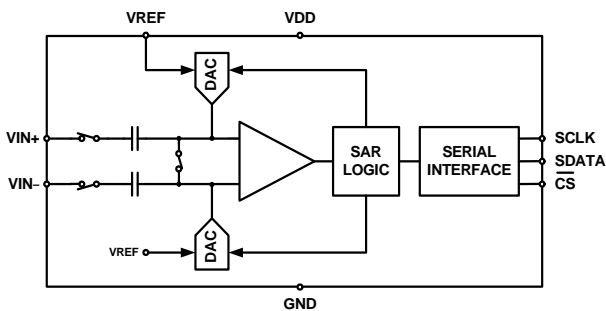 VREF
VDD
DAC
VIN+
SCLK
SAR
LOGIC
SERIAL
INTERFACE
SDATA
VIN–
CS
VREF
DAC
GND